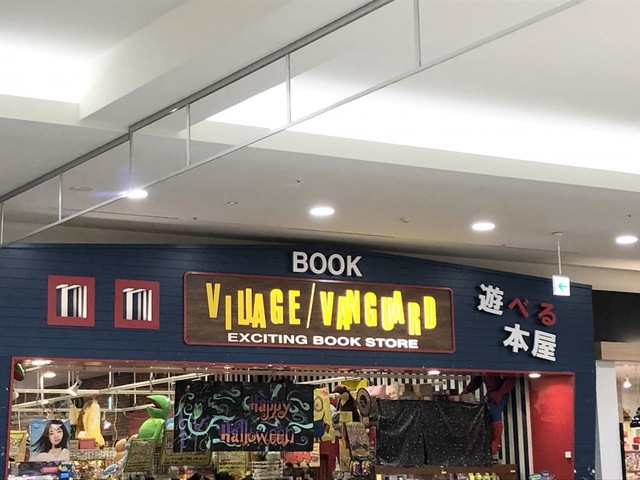 BOOK
VILLAGE/VANGUARD
EXCITING BOOK STORE
遊べる
本屋
Happy
Halloween